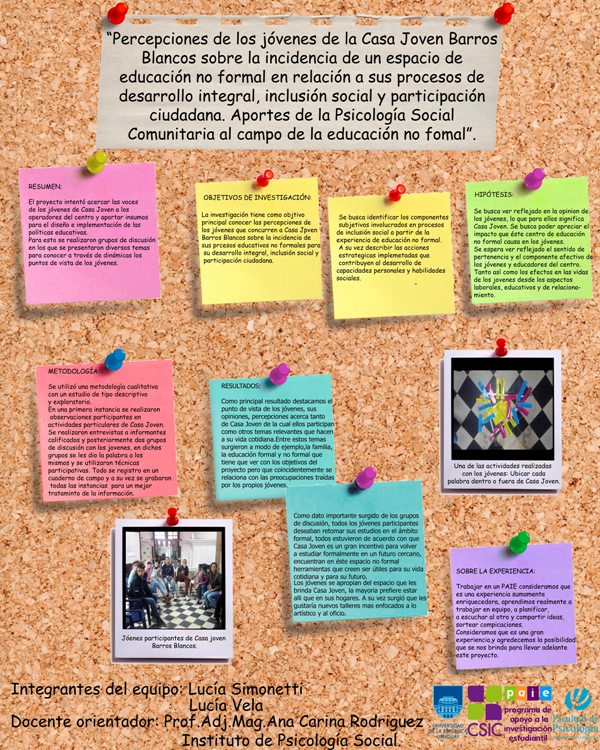 “Percepciones de los jóvenes de la Casa Joven Barros
Blancos sobre la incidencia de un espacio de
educación no formal en relación a sus procesos de
desarrollo integral, inclusión social y participación
ciudadana. Aportes de la Psicología Social
Comunitaria al campo de la educación no fomal”.
RESUMEN:
El proyecto intentó acercar las voces
de los jóvenes de Casa Joven a los
operadores del centro y aportar insumos
para el diseño e implementación de las
políticas educativas.
Para esto se realizaron grupos de discusión
en los que se presentaron diversos temas
para conocer a través de dinámicas los
puntos de vista de los jóvenes.
OBJETIVOS DE INVESTIGACIÓN:
La investigación tiene como objtivo
principal conocer las percepciones de
los jóvenes que concurren a Casa Jpven
Barros Blancos sobre la incidencia de
sus procasos educativos no formales para
su desarrollo integral, inclusión social y
participación ciudadana.
Se busca identificar los componentes
subjetivos involucrados en procesos
de inclusión social a partir de la
experiencia de educación no formal.
A su vez describir las acciones
estrategicas implemetadas que
contribuyen al desarrollo de
capacidades personales y habilidades
sociales.
HIPÓTESIS:
Se busca ver reflejado en la opinion de
los jóvenes, lo que para ellos significa
Casa Joven. Se busca poder apreciar el
impacto que éste centro de educación
no formal causa en los jóvenes.
Se espera ver reflejado el sentido de
pertenencia y el componente afectivo de
los jóvenes y educadores del centro.
Tanto así como los efectos en las vidas
de los jóvenes desde los aspectos
laborales, educativos y de relaciona-
miento.
METODOLOGÍA:
Se utilizó una metodología cualitativa
con un estudio de tipo descriptivo
y exploratorio.
En una primera instancia se realizaron
observaciones participantes en
actividades particulares de Casa Joven.
Se realizaron entrevistas a informantes
calificados y posteriormente dos grupos
de discusión con los jóvenes, en dichos
grupos se les dio la palabra a los
mismos y se utilizaron técnicas
participativas. Todo se registro en un
cuaderno de campo y a su vez se grabaron
todas las instancias para un mejor
trataminto de la información.
RESULTADOS:
Como principal resultado destacamos el
punto de vista de los jóvenes, sus
opiniones, percepciones acerca tanto
de Casa Joven de la cual ellos participan
como otros temas relevantes que hacen
a su vida cotidiana.Entre estos temas
surgieron a modo de ejemplo,la familia,
la educación formal y no formal que
tiene que ver con los objetivos del
proyecto pero que coincidentemente se
relaciona con las preocupaciones traídas
por los propios jóvenes.
Como dato importante surgido de los grupos
de discusión, todos los jóvenes participantes
deseaban retomar sus estudios en el ámbito
formal, todos estuvieron de acuerdo con que
Casa Joven es un gran incentivo para volver
a estudiar formalmente en un futuro cercano,
encuentran en éste espacio no formal
herramientas que creen ser útiles para su vida
cotidiana y para su futuro.
Los jóvenes se apropian del espacio que les
brinda Casa Joven, la mayoria prefiere estar
allí que en sus hogares. A su vez surgió que les
gustaría nuevos talleres mas enfocados a lo
artístico y al oficio.
Una de las actividades realizadas
con los jóvenes: Ubicar cada
palabra dentro o fuera de Casa Joven.
Jóenes participantes de Casa joven
Barros Blancos.
SOBRE LA EXPERIENCIA:
Trabajar en un PAIE consideramos que
es una experiencia sumamente
enriquecedora, aprendimos realmente a
trabajar en equipo, a planificar,
a escuchar al otro y compartir ideas,
sortear compicaciones.
Consideramos que es una gran
experiencia,y agredecemos la posibilidad
que se nos brindo para llevar adelante
este proyecto.
Integrantes del equipo: Lucía Simonetti
Lucía Vela
Docente orientador: Prof.Adj.Mag.Ana Carina Rodriguez
Instituto de Psicología Social.
UNIVERSIDAD
DE LA REPÚBLICA
URUGUAY
CSIC
paie
programa de
apoyo a la
investigación
estudiantil
Facultad de
Psicología